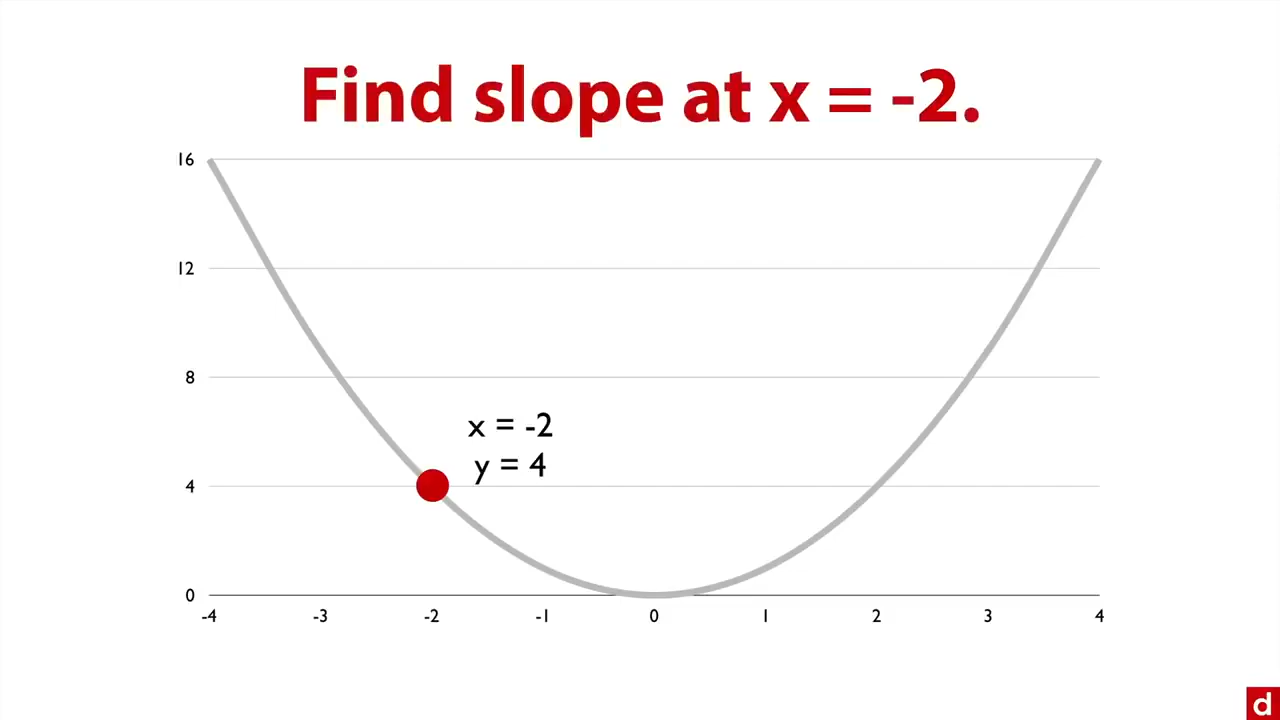 Find slope at x = -2.
16
12
8
x = -2
y = 4
4
0
-4 -3 -2 -1 0 1 2 3 4
d